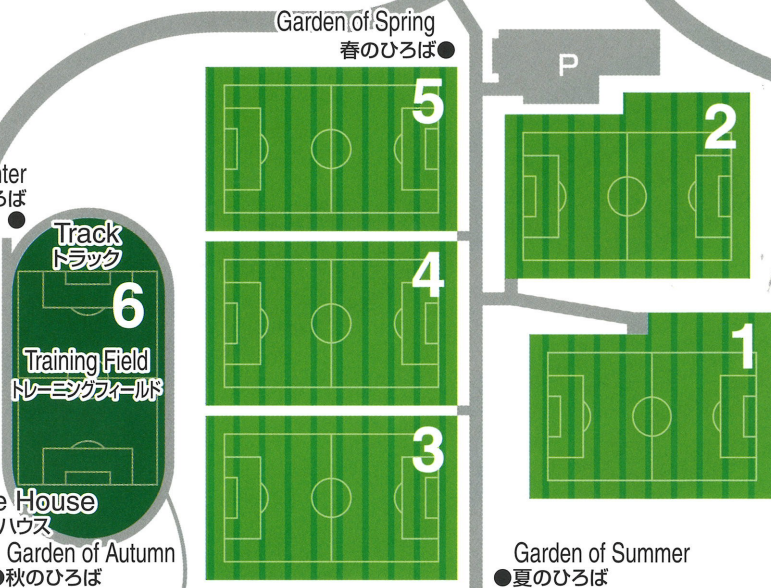 Garden of Spring
春のひろば
P
5
2
ろば
Track
トラック
4
6
1
Training Field
トレーニングフィールド
3
House
ハウス
Garden of Autumn
秋のひろば
Garden of Summer
夏のひろば